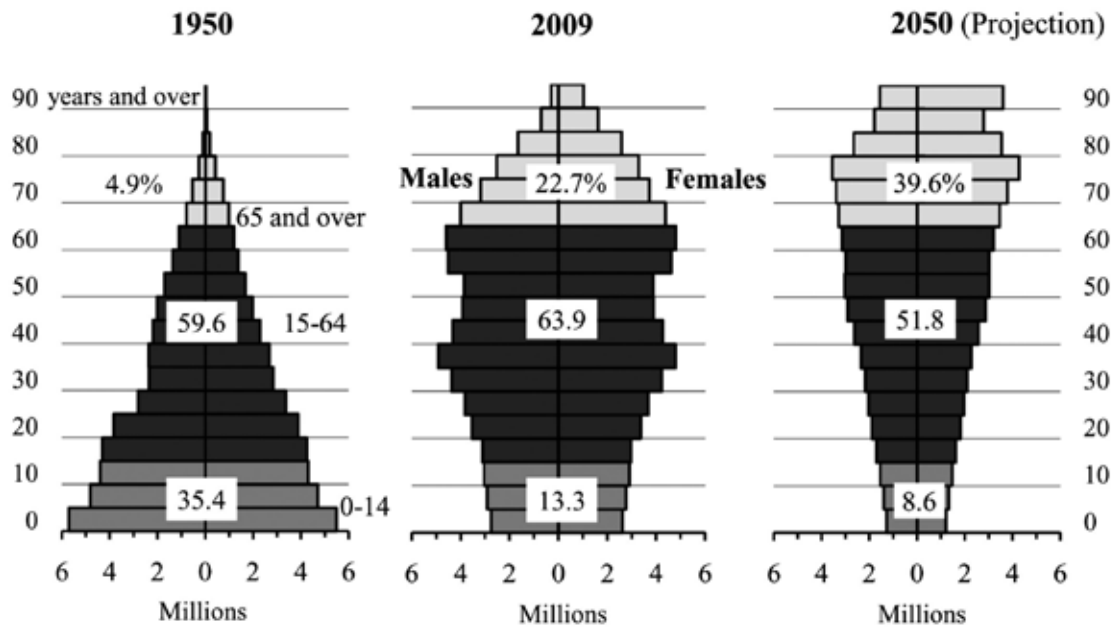 1950
2009
2050 (Projection)
90 years and over
80
70
60
50
40
30
20
10
0
4.9%
65 and over
59.6
15-64
35.4
0-14
6 4 2 0 2 4 6
Millions
Males
22.7%
Females
63.9
13.3
6 4 2 0 2 4 6
Millions
39.6%
51.8
8.6
90
80
70
60
50
40
30
20
10
0
6 4 2 0 2 4 6
Millions